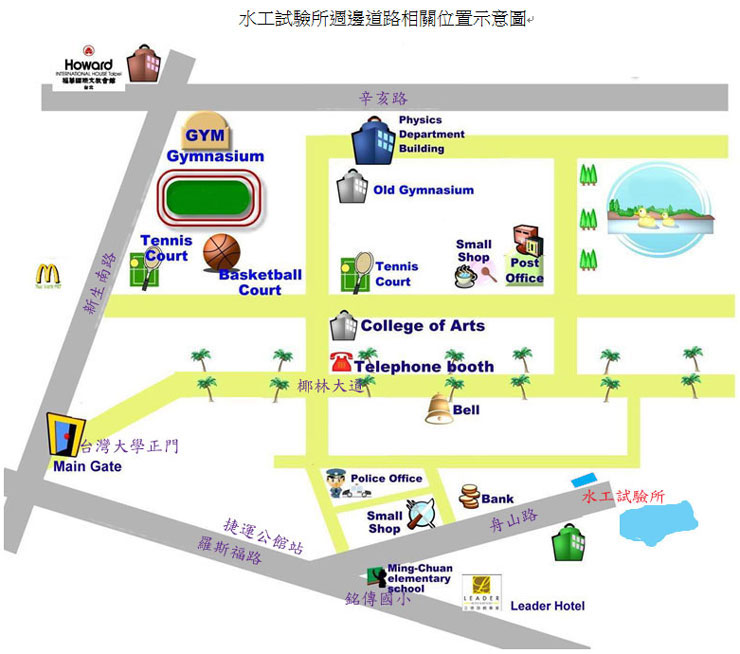 水工試驗所週邊道路相關位置示意圖
Howard
INTERNATIONAL HOUSE Taipei
福華國際文教會館
台北
辛亥路
Physics
Department
Building
GYM
Gymnasium
Old Gymnasium
Tennis
Court
Basketball
Court
Tennis
Court
Small
Shop
Post
Office
新生南路
College of Arts
Telephone booth
椰林大道
Bell
台灣大學正門
Main Gate
Police Office
Small
Shop
Bank
水工試驗所
舟山路
捷運公館站
羅斯福路
Ming-Chuan
elementary
school
銘傳國小
LEADER
Leader Hotel